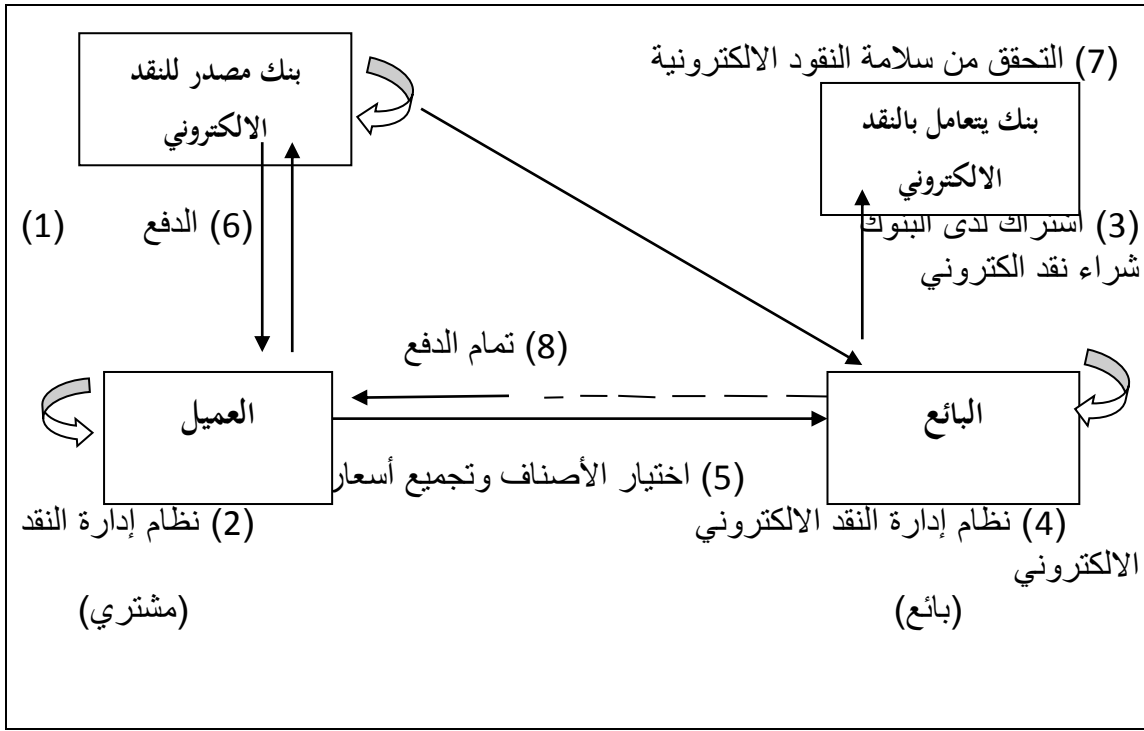 (7) التحقق من سلامة النقود الالكترونية
بنك مصدر للنقد
الالكتروني
بنك يتعامل بالنقد
الالكتروني
(1)
(6) الدفع
(3) اشتراك لدى البنوك
شراء نقد الكتروني
(8) تمام الدفع
العميل
البائع
(5) اختيار الأصناف وتجميع أسعار
(2) نظام إدارة النقد
(4) نظام إدارة النقد الالكتروني
الالكتروني
(مشتري)
(بائع)